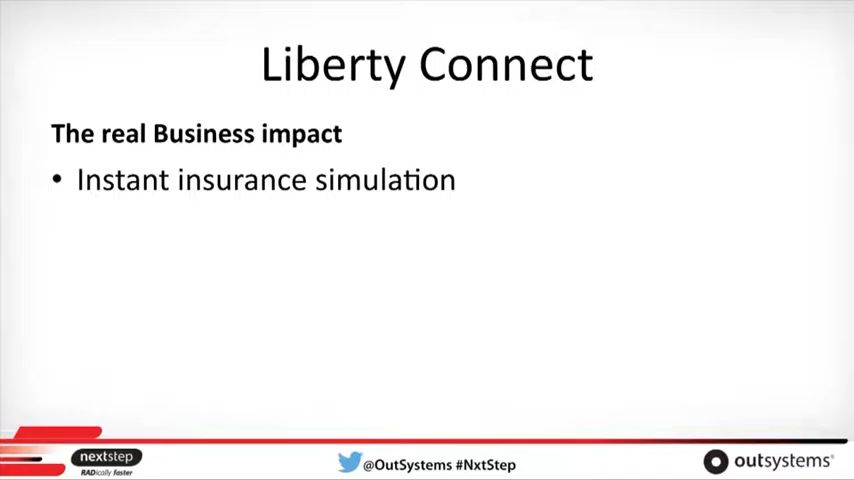 Liberty Connect
The real Business impact
• Instant insurance simulation
nextstep
RADically faster
@OutSystems #NxtStep
outsystems®